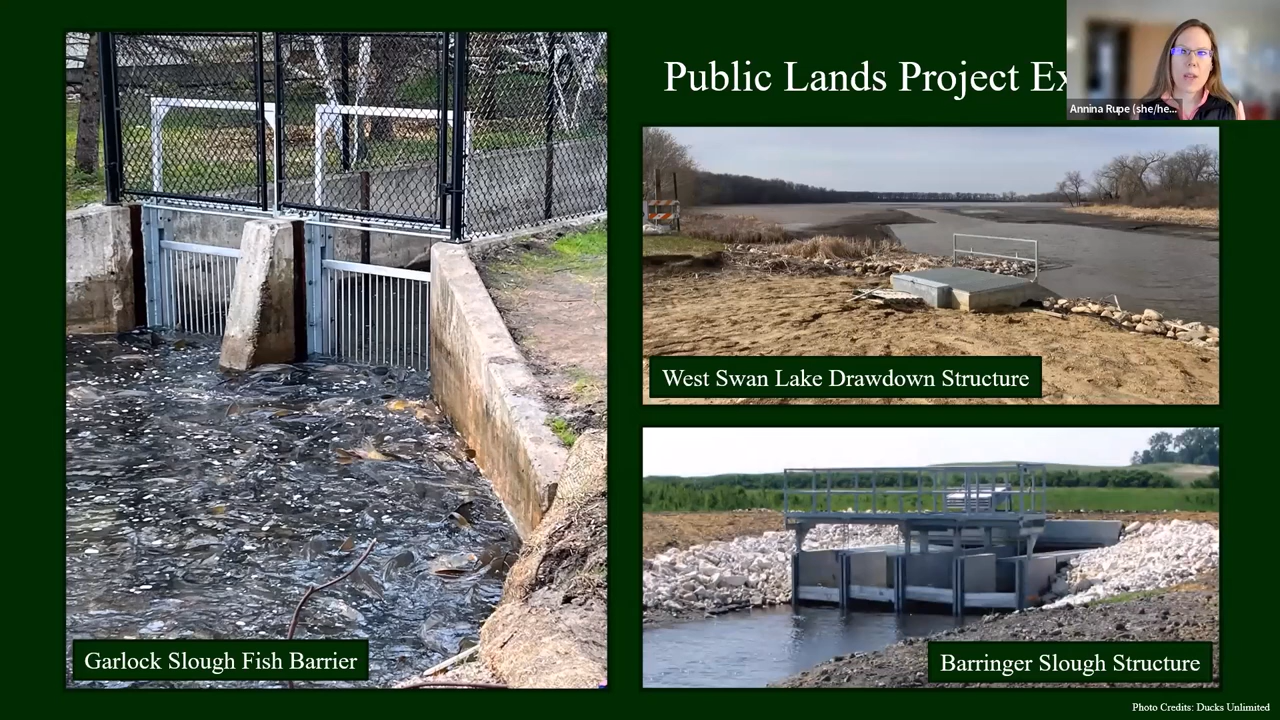 Public Lands Project Ex
Annina Rupe (she/he...
West Swan Lake Drawdown Structure
Garlock Slough Fish Barrier
Barringer Slough Structure
Photo Credits: Ducks Unlimited